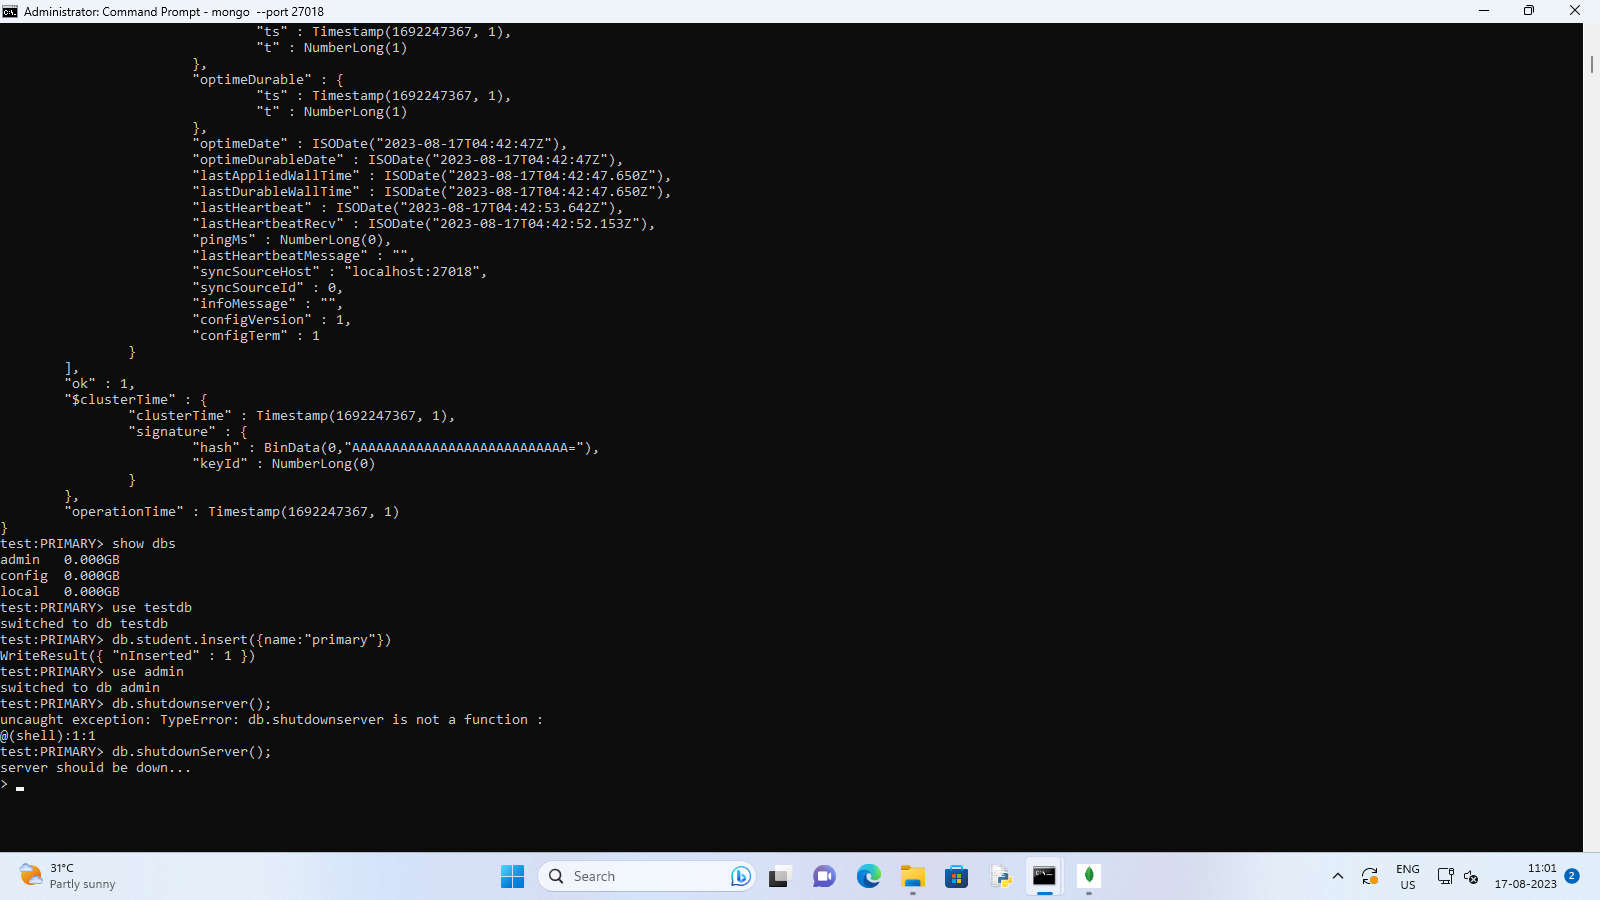 Administrator: Command Prompt - mongo  --port 27018
"ts" : Timestamp(1692247367, 1),
"t" : NumberLong(1)
},
"optimeDurable" : {
"ts" : Timestamp(1692247367, 1),
"t" : NumberLong(1)
},
"optimeDate" : ISODate("2023-08-17T04:42:47Z"),
"optimeDurableDate" : ISODate("2023-08-17T04:42:47Z"),
"lastAppliedWallTime" : ISODate("2023-08-17T04:42:47.650Z"),
"lastDurableWallTime" : ISODate("2023-08-17T04:42:47.650Z"),
"lastHeartbeat" : ISODate("2023-08-17T04:42:53.642Z"),
"lastHeartbeatRecv" : ISODate("2023-08-17T04:42:52.153Z"),
"pingMs" : NumberLong(0),
"lastHeartbeatMessage" : "",
"syncSourceHost" : "localhost:27018",
"syncSourceId" : 0,
"infoMessage" : "",
"configVersion" : 1,
"configTerm" : 1
}
],
"ok" : 1,
"$clusterTime" : {
"clusterTime" : Timestamp(1692247367, 1),
"signature" : {
"hash" : BinData(0,"AAAAAAAAAAAAAAAAAAAAAAAAAAA="),
"keyId" : NumberLong(0)
}
},
"operationTime" : Timestamp(1692247367, 1)
}
test:PRIMARY> show dbs
admin   0.000GB
config  0.000GB
local   0.000GB
test:PRIMARY> use testdb
switched to db testdb
test:PRIMARY> db.student.insert({name:"primary"})
WriteResult({ "nInserted" : 1 })
test:PRIMARY> use admin
switched to db admin
test:PRIMARY> db.shutdownserver();
uncaught exception: TypeError: db.shutdownserver is not a function :
@(shell):1:1
test:PRIMARY> db.shutdownServer();
server should be down...
>
31°C
Partly sunny
Search
ENG
US
11:01
17-08-2023
2